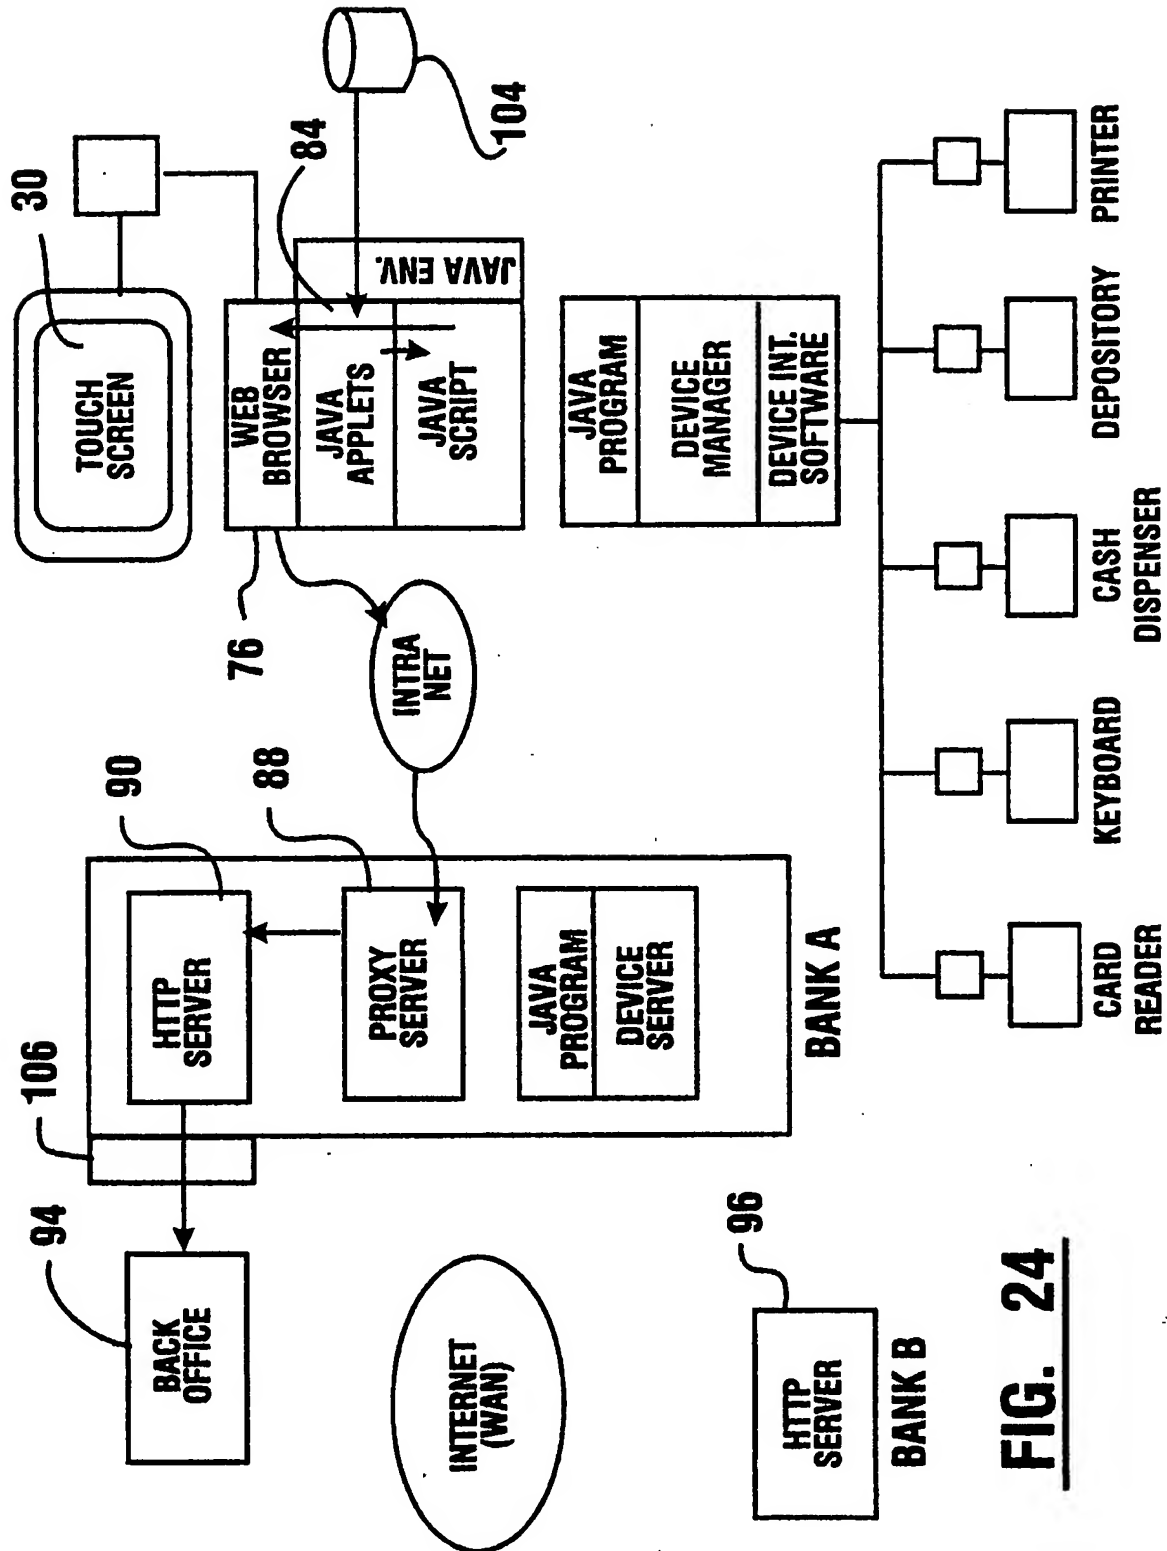 94
BACK
OFFICE
106
90
HTTP
SERVER
88
PROXY
SERVER
JAVA
PROGRAM
DEVICE
SERVER
BANK A
INTERNET
(WAN)
96
HTTP
SERVER
BANK B
INTRA
NET
30
TOUCH
SCREEN
76
WEB
BROWSER
JAVA
APPLETS
JAVA
SCRIPT
JAVA ENV.
84
104
JAVA
PROGRAM
DEVICE
MANAGER
DEVICE INT.
SOFTWARE
CARD
READER
KEYBOARD
CASH
DISPENSER
DEPOSITORY
PRINTER
FIG. 24